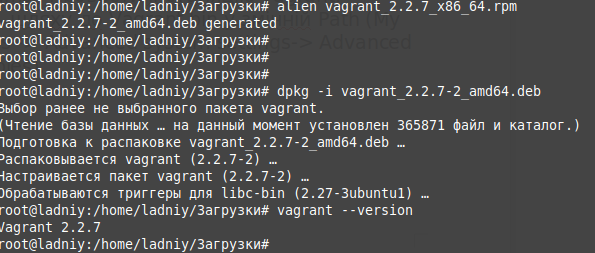 root@ladniy:/home/ladniy/Загрузки# alien vagrant_2.2.7_x86_64.rpm
vagrant_2.2.7-2_amd64.deb generated
root@ladniy:/home/ladniy/Загрузки#
root@ladniy:/home/ladniy/Загрузки#
root@ladniy:/home/ladniy/Загрузки#
root@ladniy:/home/ladniy/Загрузки# dpkg -i vagrant_2.2.7-2_amd64.deb
Выбор ранее не выбранного пакета vagrant.
(Чтение базы данных … на данный момент установлен 365871 файл и каталог.)
Подготовка к распаковке vagrant_2.2.7-2_amd64.deb …
Распаковывается vagrant (2.2.7-2) …
Настраивается пакет vagrant (2.2.7-2) …
Обрабатываются триггеры для libc-bin (2.27-3ubuntu1) …
root@ladniy:/home/ladniy/Загрузки# vagrant --version
Vagrant 2.2.7
root@ladniy:/home/ladniy/Загрузки#